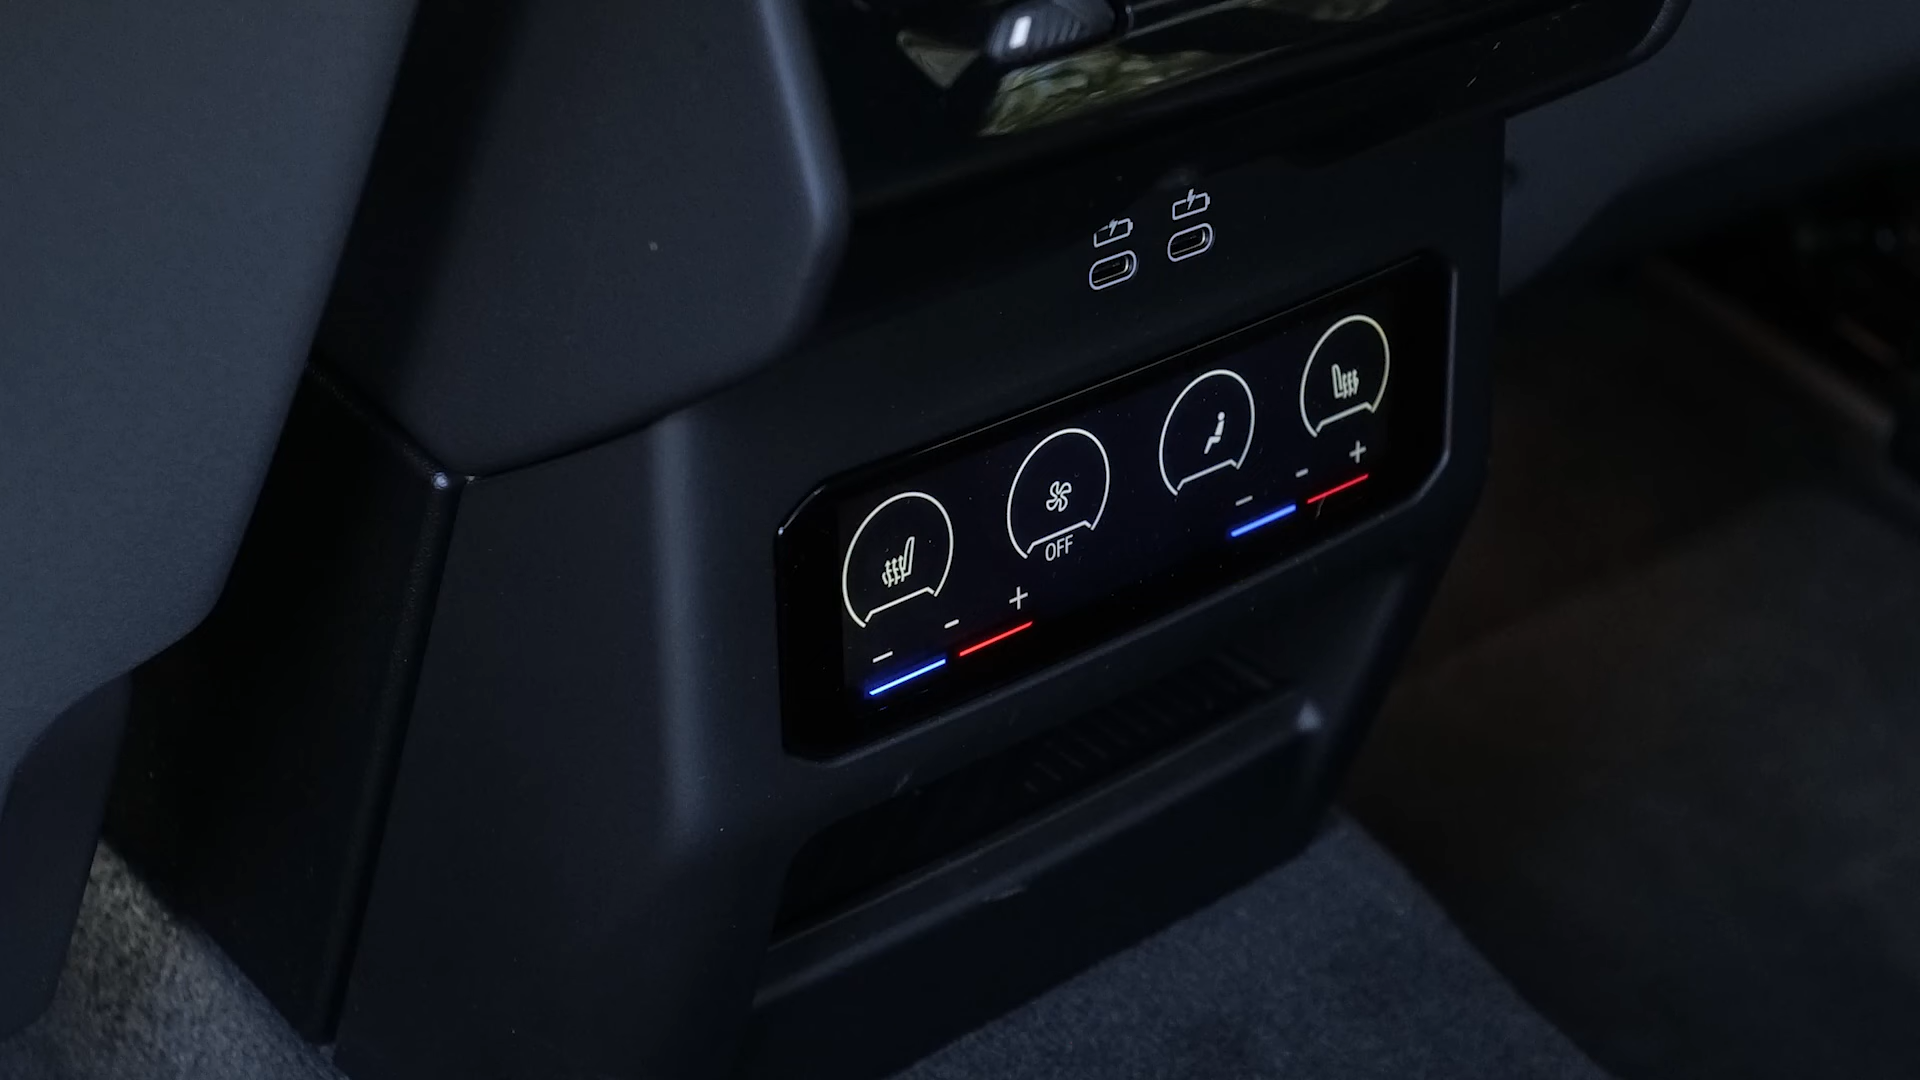 OFF
- +
- +
- -